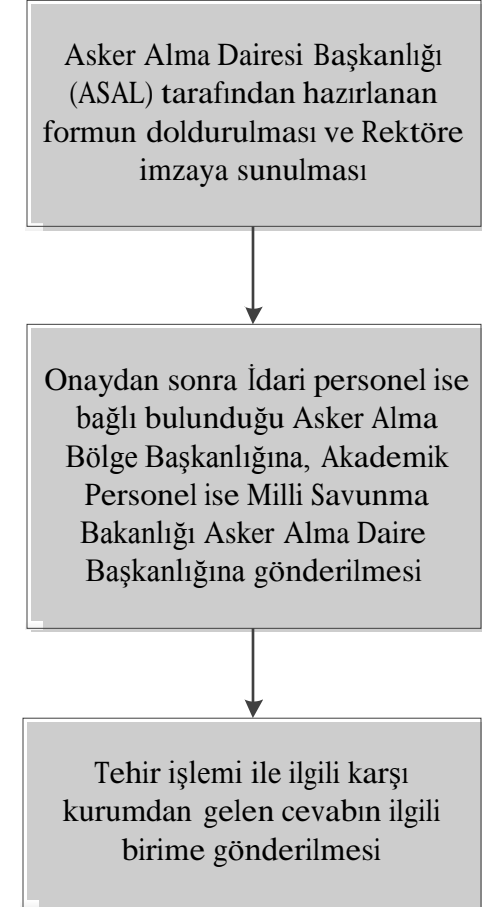 Asker Alma Dairesi Başkanlığı
(ASAL) tarafından hazırlanan
formun doldurulması ve Rektöre
imzaya sunulması
Onaydan sonra İdari personel ise
bağlı bulunduğu Asker Alma
Bölge Başkanlığına, Akademik
Personel ise Milli Savunma
Bakanlığı Asker Alma Daire
Başkanlığına gönderilmesi
Tehir işlemi ile ilgili karşı
kurumdan gelen cevabın ilgili
birime gönderilmesi